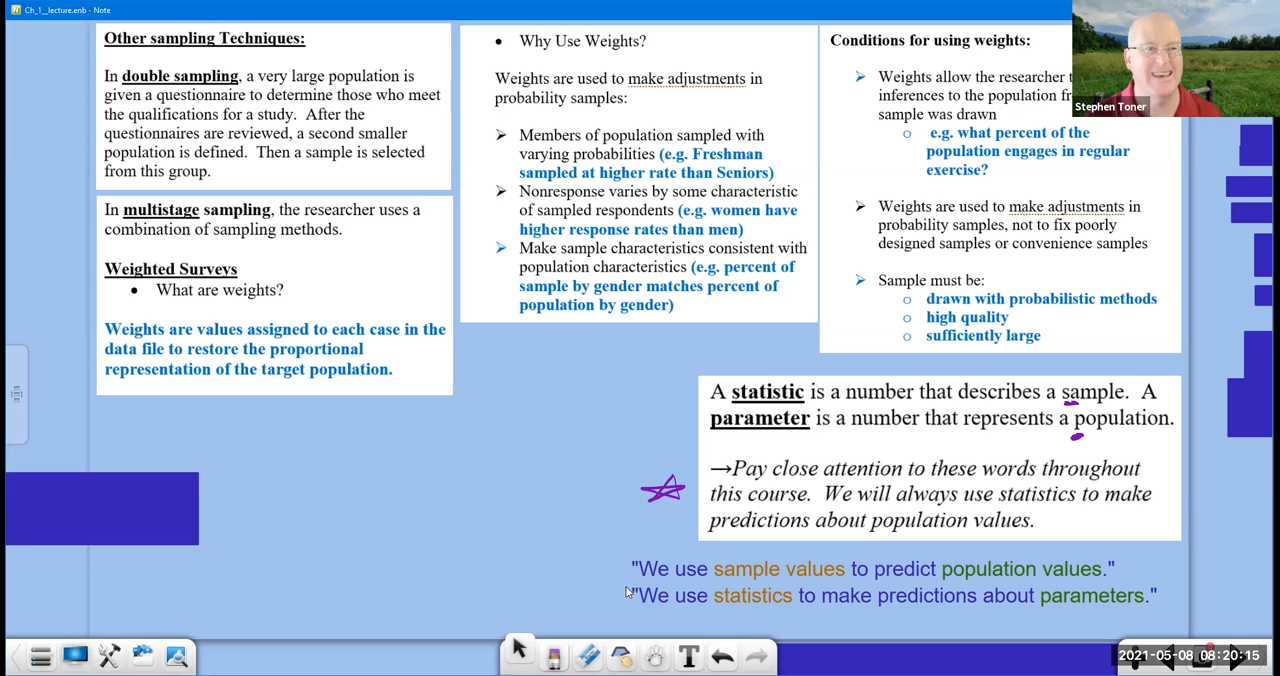 Ch_1__lecture.enb - Note
Other sampling Techniques:
In double sampling, a very large population is
given a questionnaire to determine those who meet
the qualifications for a study. After the
questionnaires are reviewed, a second smaller
population is defined. Then a sample is selected
from this group.
In multistage sampling, the researcher uses a
combination of sampling methods.
Weighted Surveys
• What are weights?
Weights are values assigned to each case in the
data file to restore the proportional
representation of the target population.
• Why Use Weights?
Weights are used to make adjustments in
probability samples:
Members of population sampled with
varying probabilities (e.g. Freshman
sampled at higher rate than Seniors)
Nonresponse varies by some characteristic
of sampled respondents (e.g. women have
higher response rates than men)
Make sample characteristics consistent with
population characteristics (e.g. percent of
sample by gender matches percent of
population by gender)
Conditions for using weights:
Weights allow the researcher
inferences to the population
sample was drawn
o e.g. what percent of the
population engages in regular
exercise?
Weights are used to make adjustments in
probability samples, not to fix poorly
designed samples or convenience samples
Sample must be:
o drawn with probabilistic methods
o high quality
o sufficiently large
Stephen Toner
A statistic is a number that describes a sample. A
parameter is a number that represents a population.
→Pay close attention to these words throughout
this course. We will always use statistics to make
predictions about population values.
"We use sample values to predict population values."
"We use statistics to make predictions about parameters."
T
2021-05-08 08:20:15